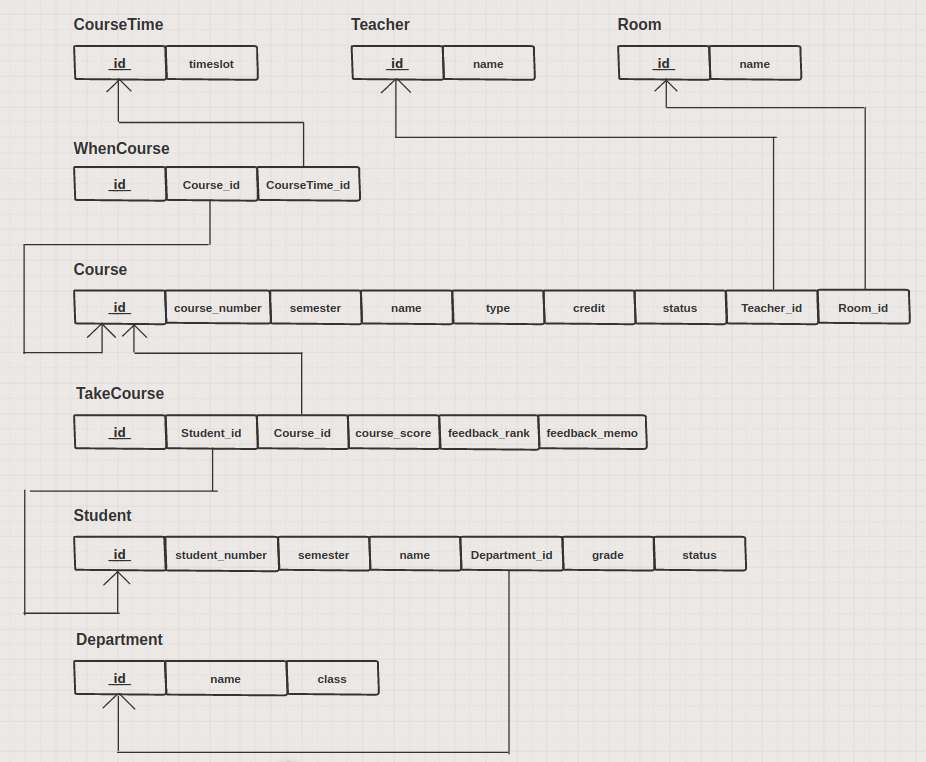 CourseTime Teacher Room
id timeslot id name id name
WhenCourse
id Course_id CourseTime_id
Course
id course_number semester name type credit status Teacher_id Room_id
TakeCourse
id Student_id Course_id course_score feedback_rank feedback_memo
Student
id student_number semester name Department_id grade status
Department
id name class